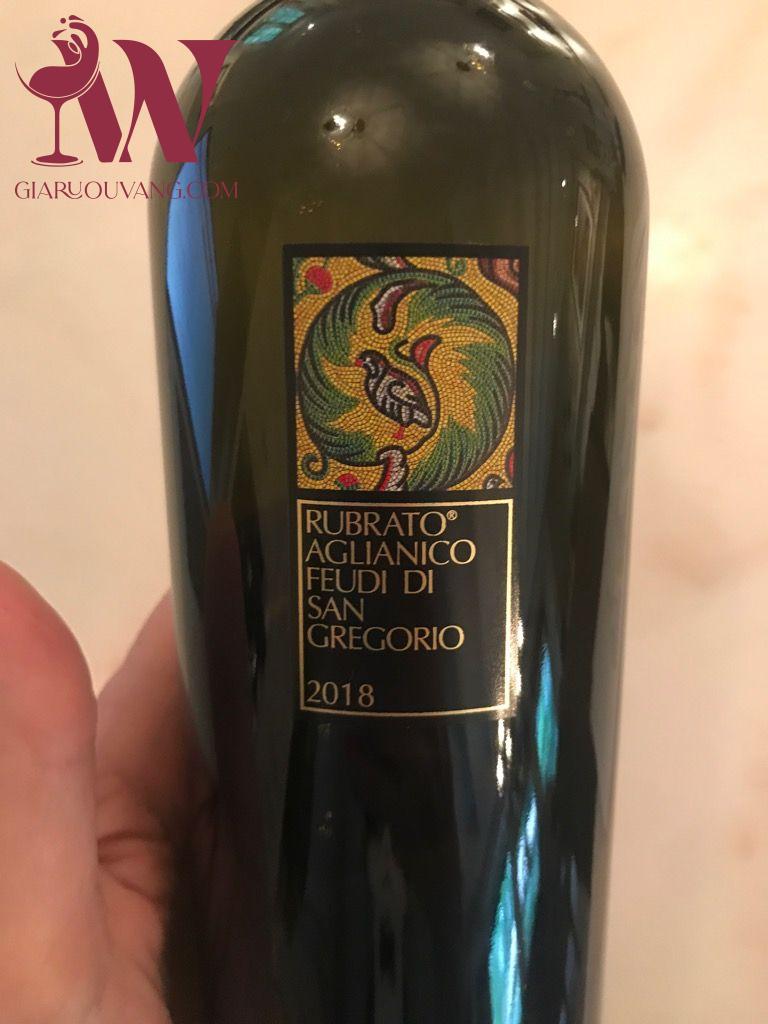 W
GIARUOUVANG.COM
RUBRATO®
AGLIANICO
FEUDI DI
SAN
GREGORIO
2018